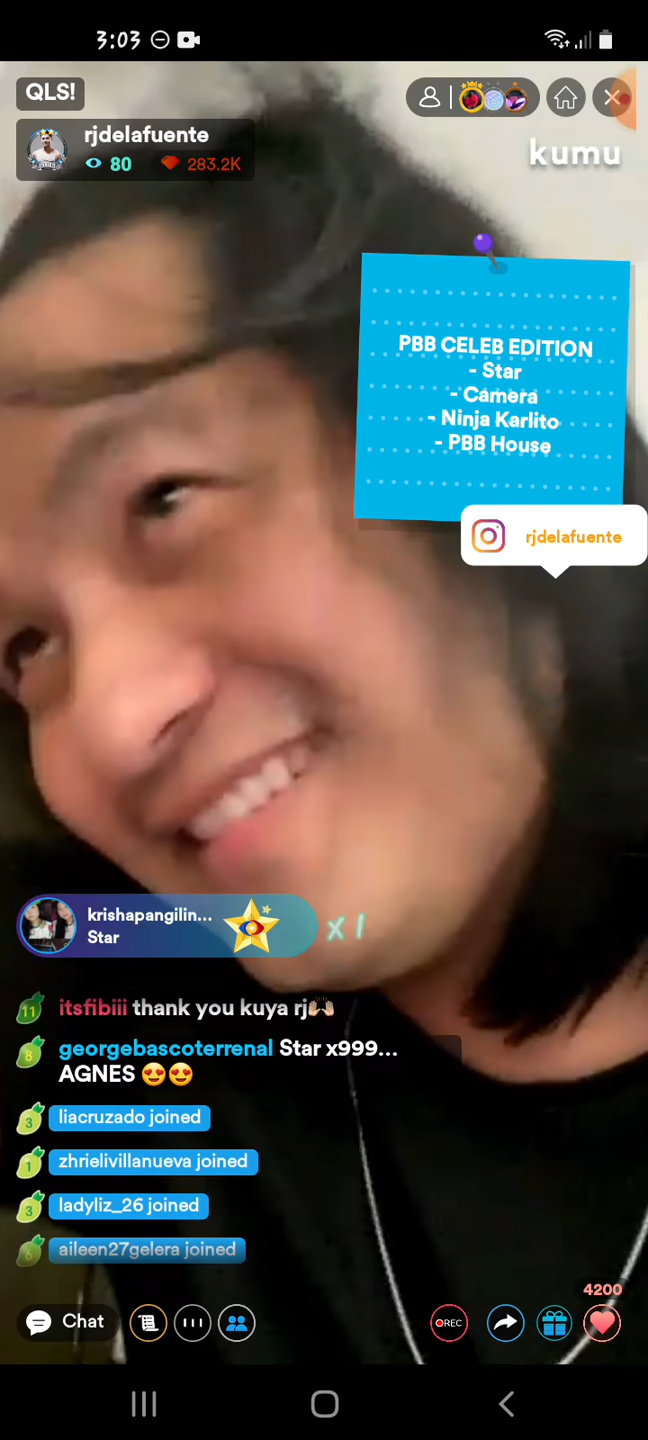 3:03
QLS!
rjdelafuente
80 283.2K
kumu
PBB CELEB EDITION
- Star
- Camera
- Ninja Karlito
- PBB House
rjdelafuente
krishapangilin...
Star
x 1
11 itsfibiii thank you kuya rj🙌🏻
8 georgebascoterrenal Star x999...
AGNES 😍😍
3 liacruzado joined
1 zhrielivillanueva joined
3 ladyliz_26 joined
6 aileen27gelera joined
4200
Chat
REC